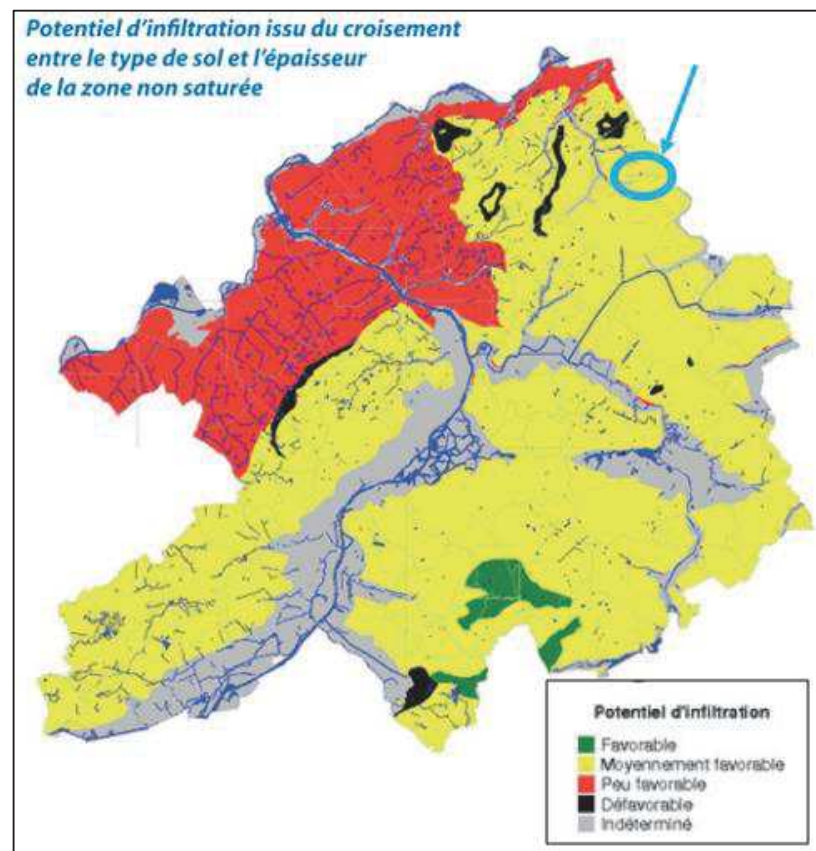 Potentiel d'infiltration issu du croisement
entre le type de sol et l'épaisseur
de la zone non saturée
Potentiel d'infiltration
Favorable
Moyennement favorable
Peu favorable
Défavorable
Indéterminé